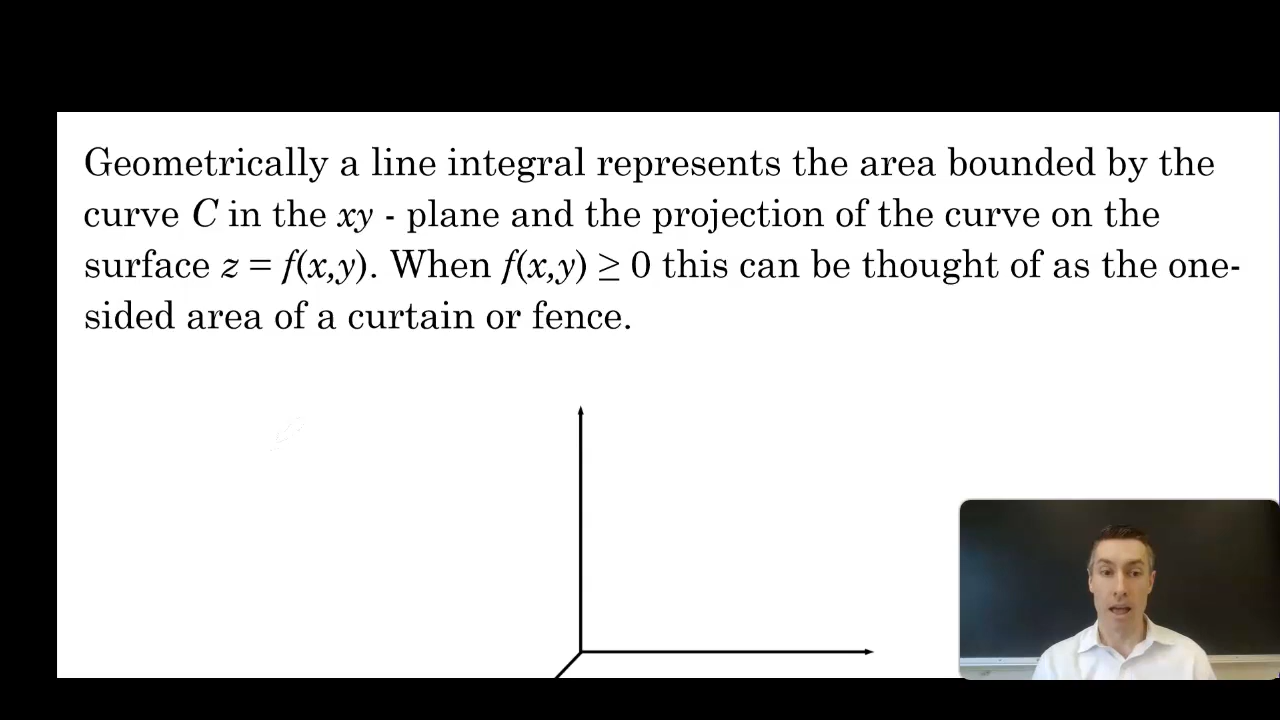 Geometrically a line integral represents the area bounded by the
curve C in the xy - plane and the projection of the curve on the
surface z = f(x,y). When f(x,y) ≥ 0 this can be thought of as the one-
sided area of a curtain or fence.